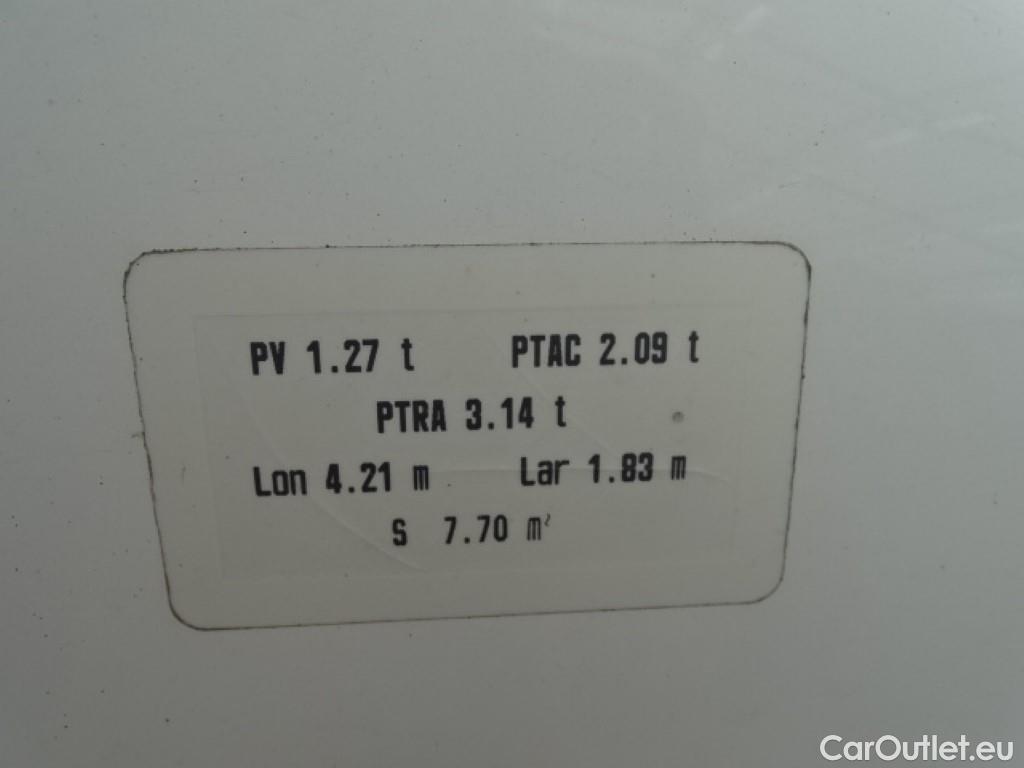 PV 1.27 t PTAC 2.09 t
PTRA 3.14 t
Lon 4.21 m Lar 1.83 m
S 7.70 m²
CarOutlet.eu